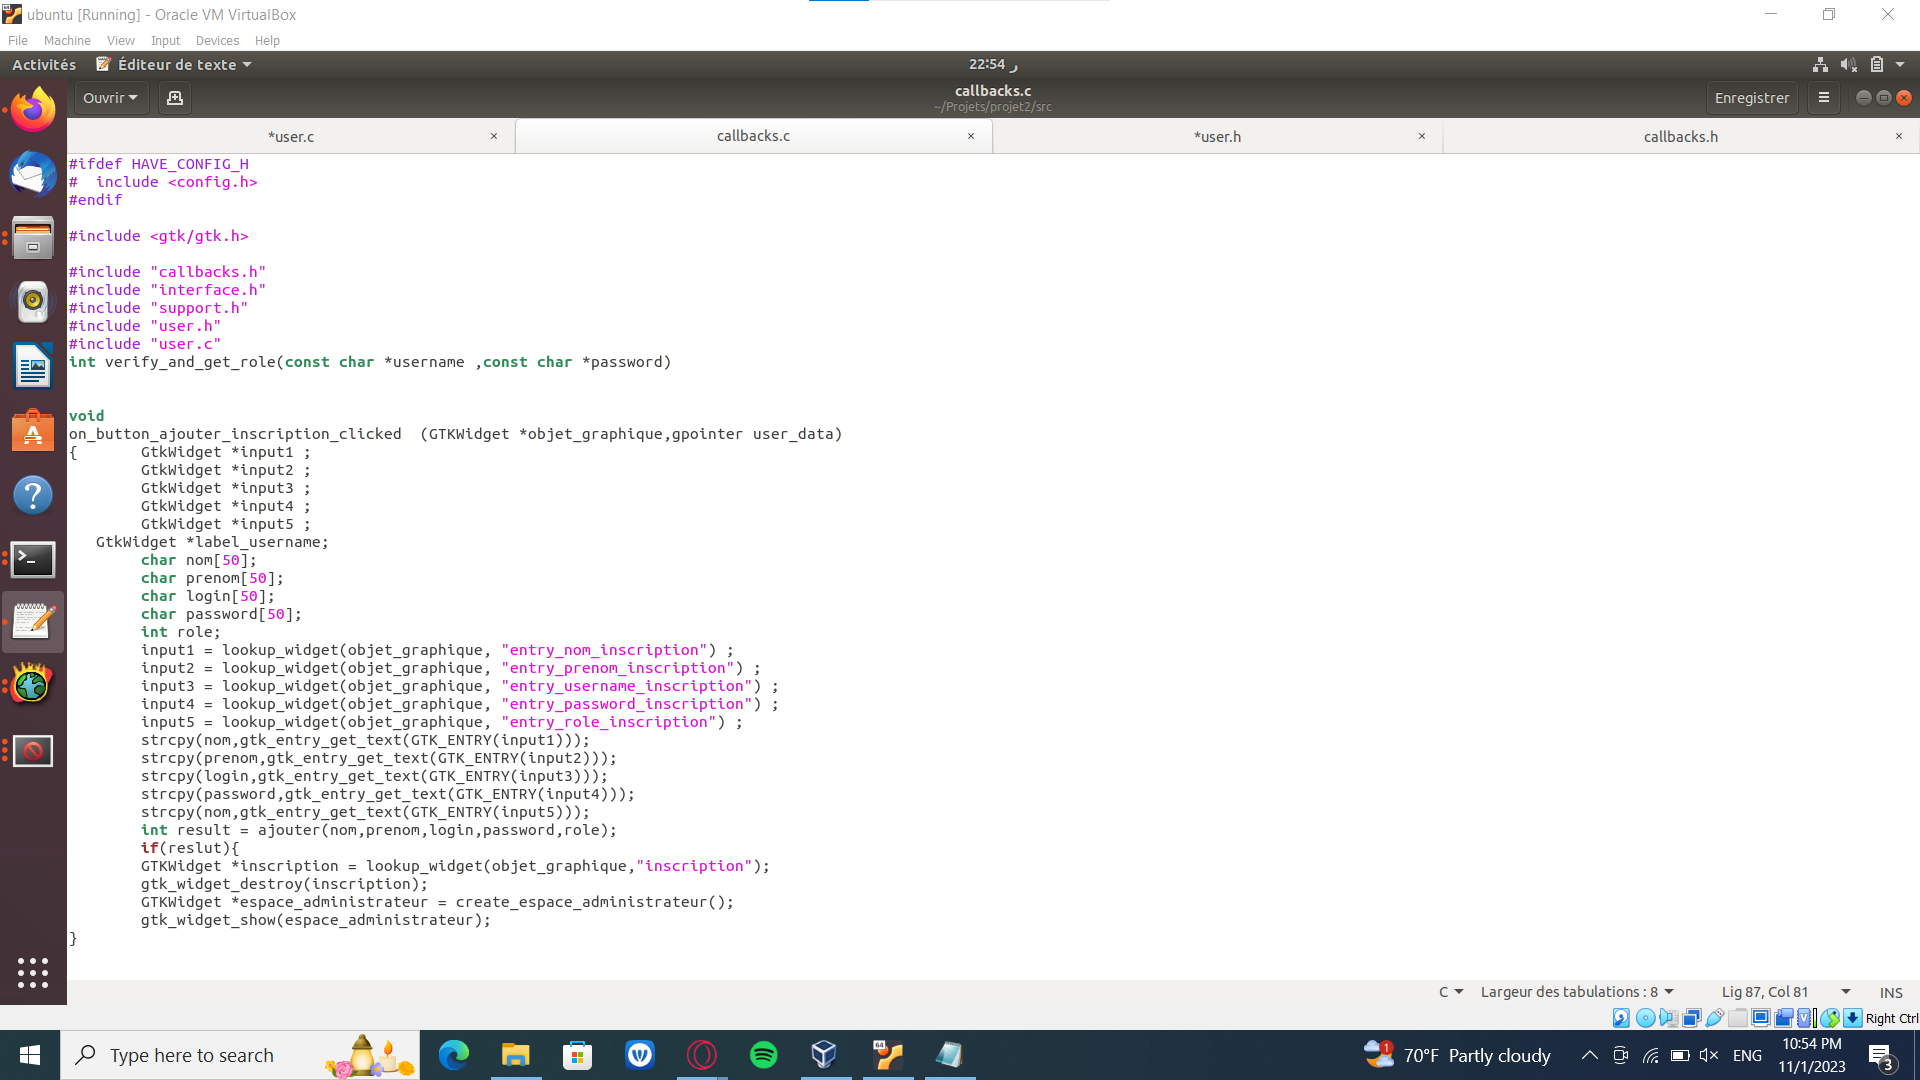 ubuntu [Running] - Oracle VM VirtualBox
File Machine View Input Devices Help
Activités Éditeur de texte 22:54 ر
Ouvrir callbacks.c Enregistrer
~/Projets/projet2/src
*user.c × callbacks.c × *user.h × callbacks.h ×
#ifdef HAVE_CONFIG_H
#  include <config.h>
#endif
#include <gtk/gtk.h>
#include "callbacks.h"
#include "interface.h"
#include "support.h"
#include "user.h"
#include "user.c"
int verify_and_get_role(const char *username ,const char *password)
void
on_button_ajouter_inscription_clicked  (GTKWidget *objet_graphique,gpointer user_data)
{       GtkWidget *input1 ;
        GtkWidget *input2 ;
        GtkWidget *input3 ;
        GtkWidget *input4 ;
        GtkWidget *input5 ;
   GtkWidget *label_username;
        char nom[50];
        char prenom[50];
        char login[50];
        char password[50];
        int role;
        input1 = lookup_widget(objet_graphique, "entry_nom_inscription") ;
        input2 = lookup_widget(objet_graphique, "entry_prenom_inscription") ;
        input3 = lookup_widget(objet_graphique, "entry_username_inscription") ;
        input4 = lookup_widget(objet_graphique, "entry_password_inscription") ;
        input5 = lookup_widget(objet_graphique, "entry_role_inscription") ;
        strcpy(nom,gtk_entry_get_text(GTK_ENTRY(input1)));
        strcpy(prenom,gtk_entry_get_text(GTK_ENTRY(input2)));
        strcpy(login,gtk_entry_get_text(GTK_ENTRY(input3)));
        strcpy(password,gtk_entry_get_text(GTK_ENTRY(input4)));
        strcpy(nom,gtk_entry_get_text(GTK_ENTRY(input5)));
        int result = ajouter(nom,prenom,login,password,role);
        if(reslut){
        GTKWidget *inscription = lookup_widget(objet_graphique,"inscription");
        gtk_widget_destroy(inscription);
        GTKWidget *espace_administrateur = create_espace_administrateur();
        gtk_widget_show(espace_administrateur);
}
C Largeur des tabulations : 8 Lig 87, Col 81 INS
Right Ctrl
Type here to search
1 70°F Partly cloudy ENG 10:54 PM
11/1/2023 3